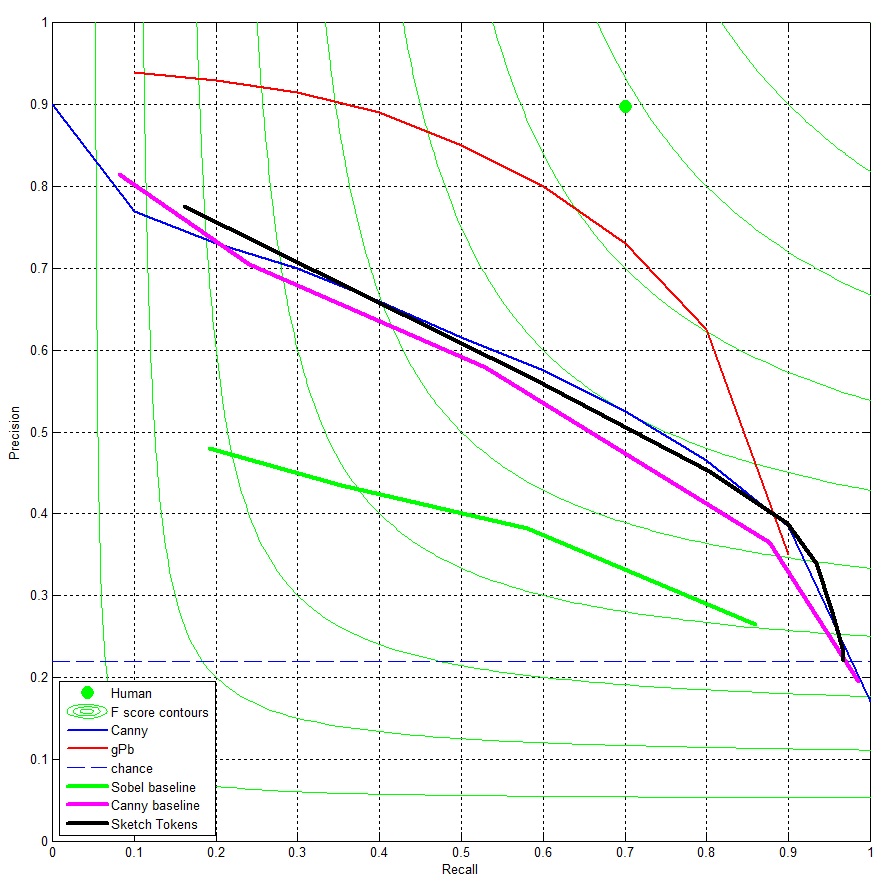 1
0.9
0.8
0.7
0.6
0.5
0.4
0.3
0.2
0.1
0
Precision
Human
F score contours
Canny
gPb
chance
Sobel baseline
Canny baseline
Sketch Tokens
0 0.1 0.2 0.3 0.4 0.5 0.6 0.7 0.8 0.9 1
Recall